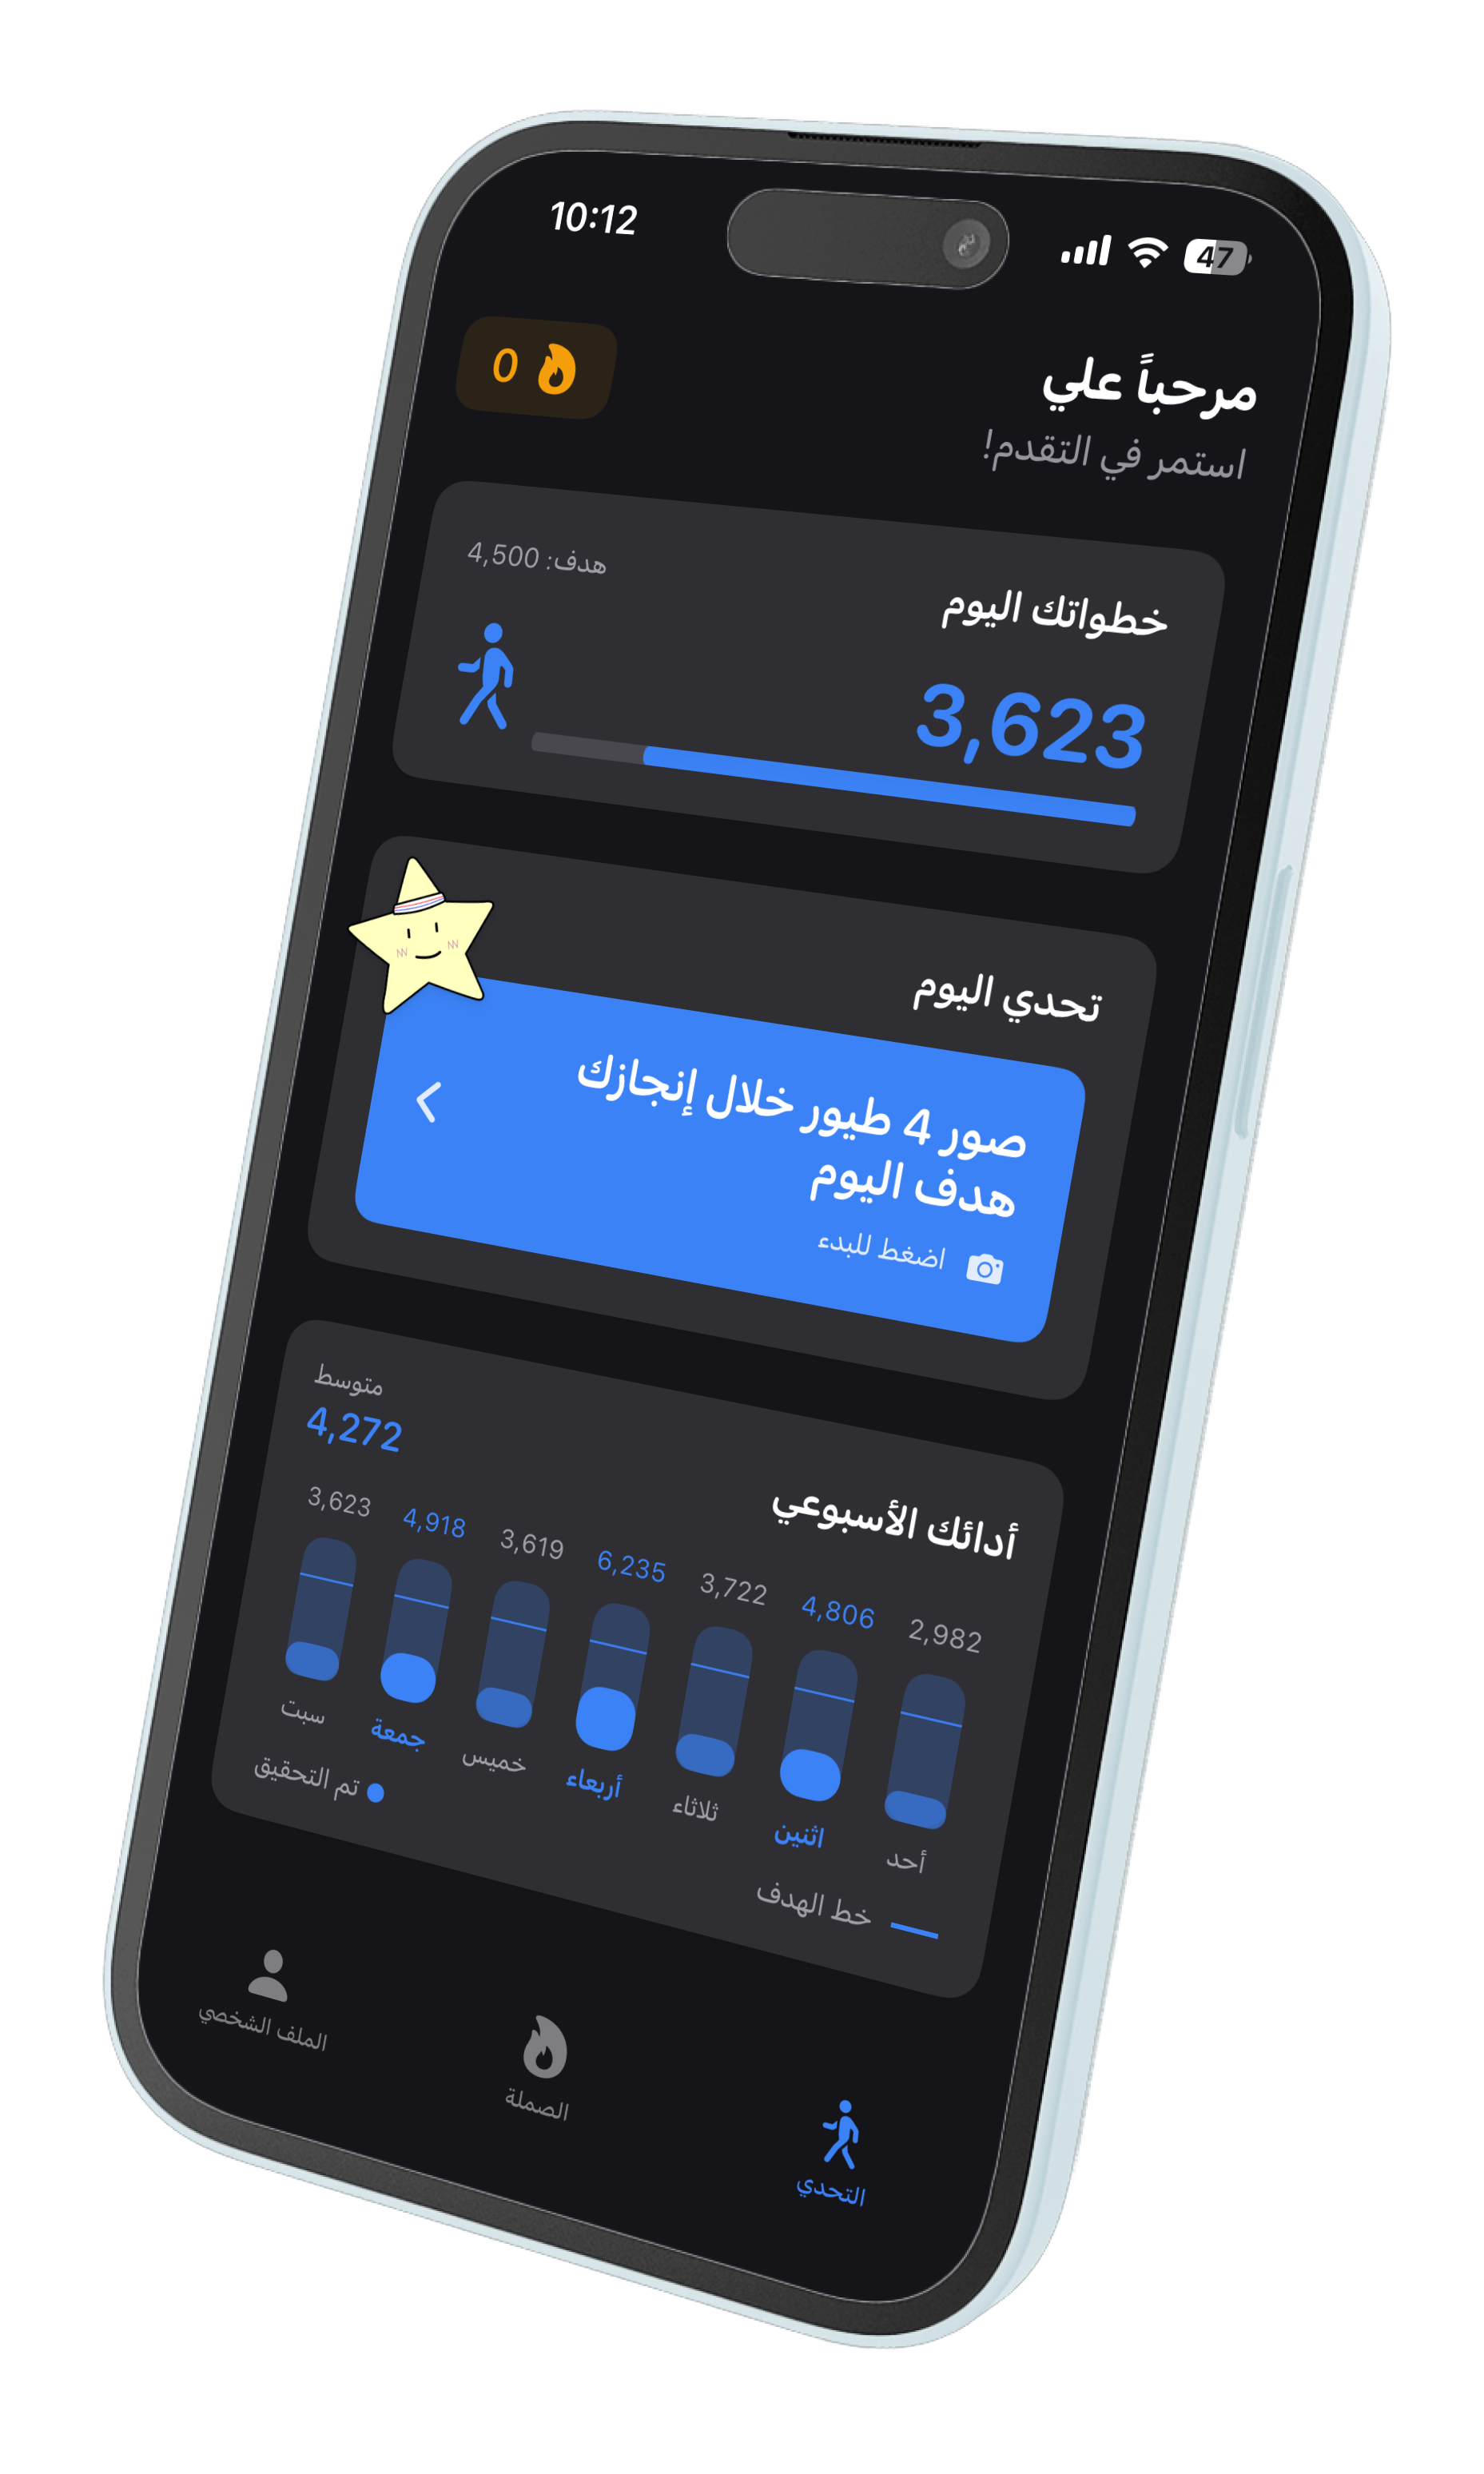 10:12
47
مرحباً علي
0
استمر في التقدم!
خطواتك اليوم
هدف: 4,500
3,623
تحدي اليوم
صور 4 طيور خلال إنجازك
هدف اليوم
اضغط للبدء
أدائك الأسبوعي
متوسط
4,272
2,982 4,806 3,722 6,235 3,619 4,918 3,623
أحد اثنين ثلاثاء أربعاء خميس جمعة سبت
خط الهدف تم التحقيق
التحدي الصملة الملف الشخصي